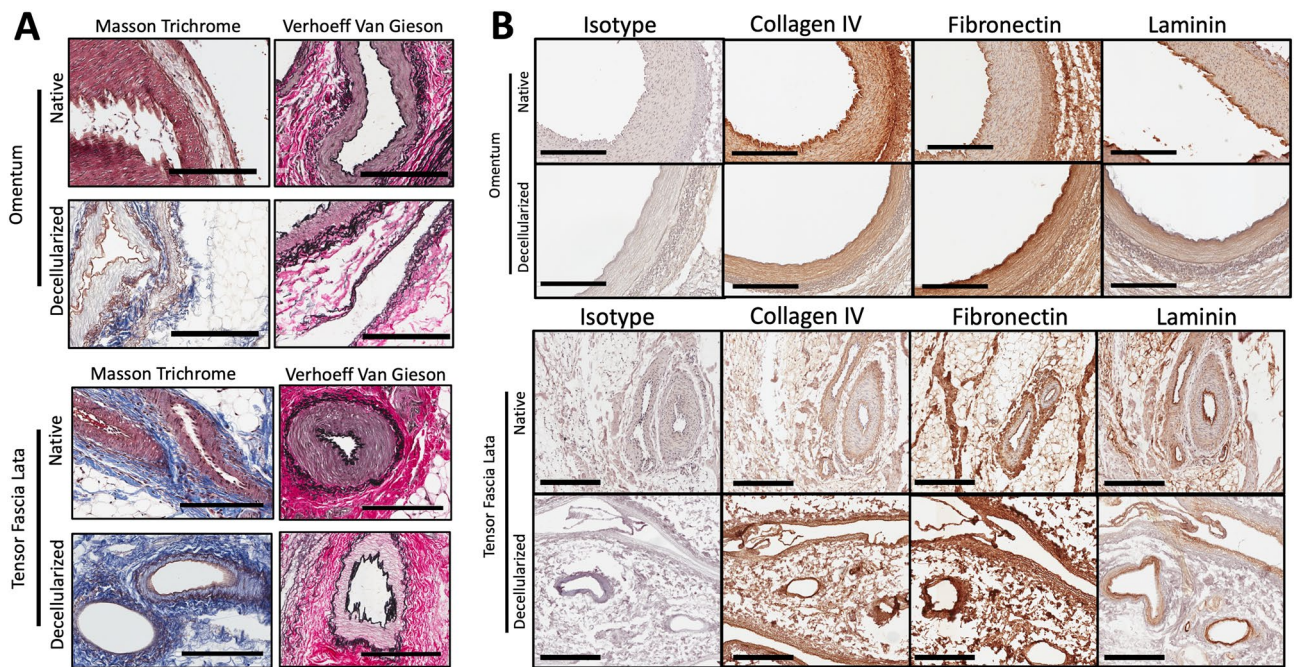 A
Masson Trichrome Verhoeff Van Gieson
Omentum
Native
Decellularized
Masson Trichrome Verhoeff Van Gieson
Tensor Fascia Lata
Native
Decellularized
B
Isotype Collagen IV Fibronectin Laminin
Omentum
Native
Decellularized
Isotype Collagen IV Fibronectin Laminin
Tensor Fascia Lata
Native
Decellularized